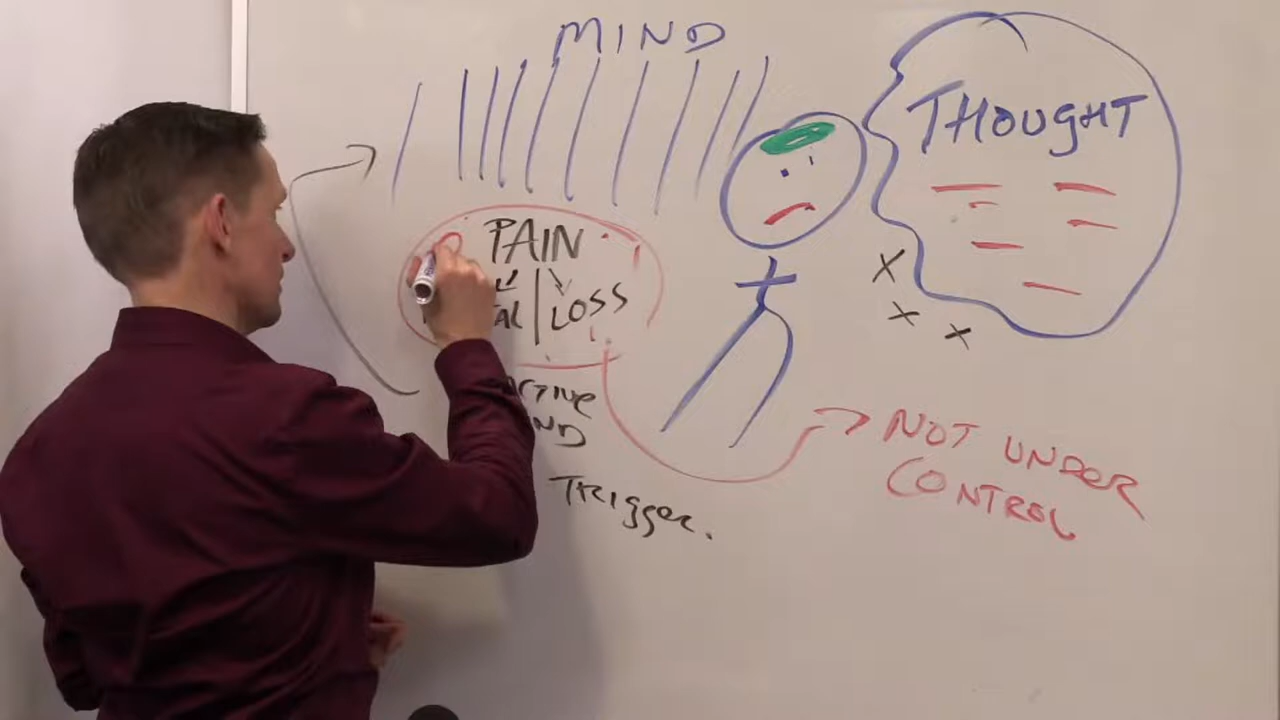 MIND
THOUGHT
PAIN
LOSS
TRIGGER.
NOT UNDER
CONTROL